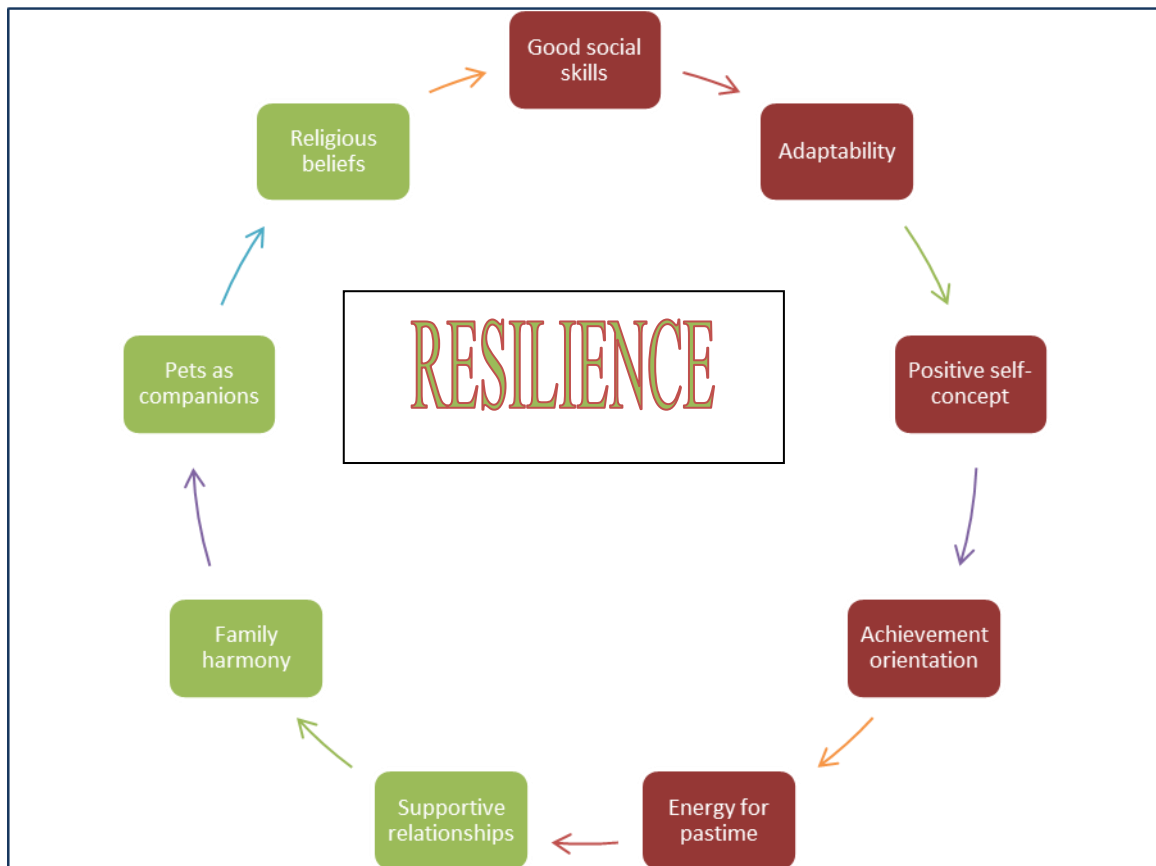 Good social
skills
Adaptability
Positive self-
concept
Achievement
orientation
Energy for
pastime
Supportive
relationships
Family
harmony
Pets as
companions
Religious
beliefs
RESILIENCE